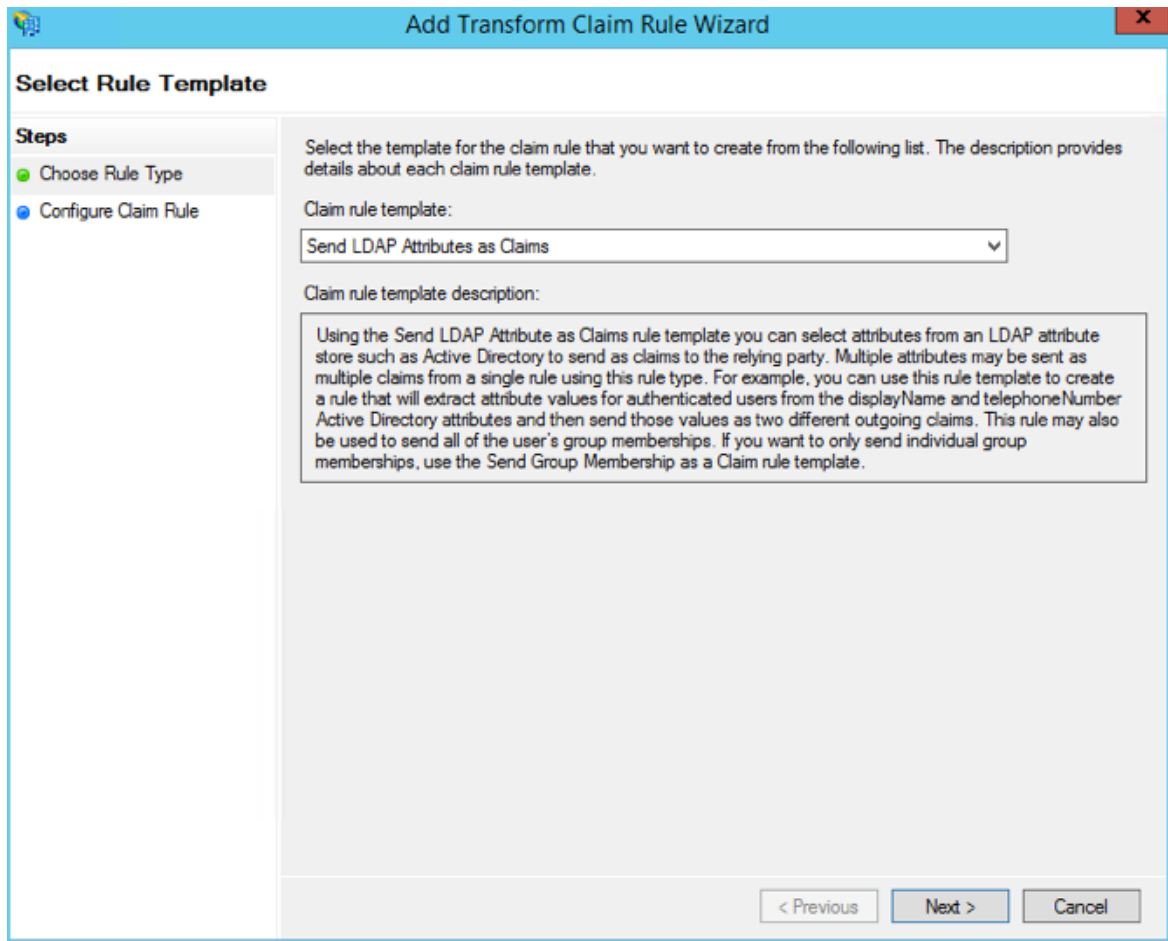 Add Transform Claim Rule Wizard
x
Select Rule Template
Steps
Choose Rule Type
Configure Claim Rule
Select the template for the claim rule that you want to create from the following list. The description provides
details about each claim rule template.
Claim rule template:
Send LDAP Attributes as Claims
Claim rule template description:
Using the Send LDAP Attribute as Claims rule template you can select attributes from an LDAP attribute
store such as Active Directory to send as claims to the relying party. Multiple attributes may be sent as
multiple claims from a single rule using this rule type. For example, you can use this rule template to create
a rule that will extract attribute values for authenticated users from the displayName and telephoneNumber
Active Directory attributes and then send those values as two different outgoing claims. This rule may also
be used to send all of the user's group memberships. If you want to only send individual group
memberships, use the Send Group Membership as a Claim rule template.
< Previous
Next >
Cancel